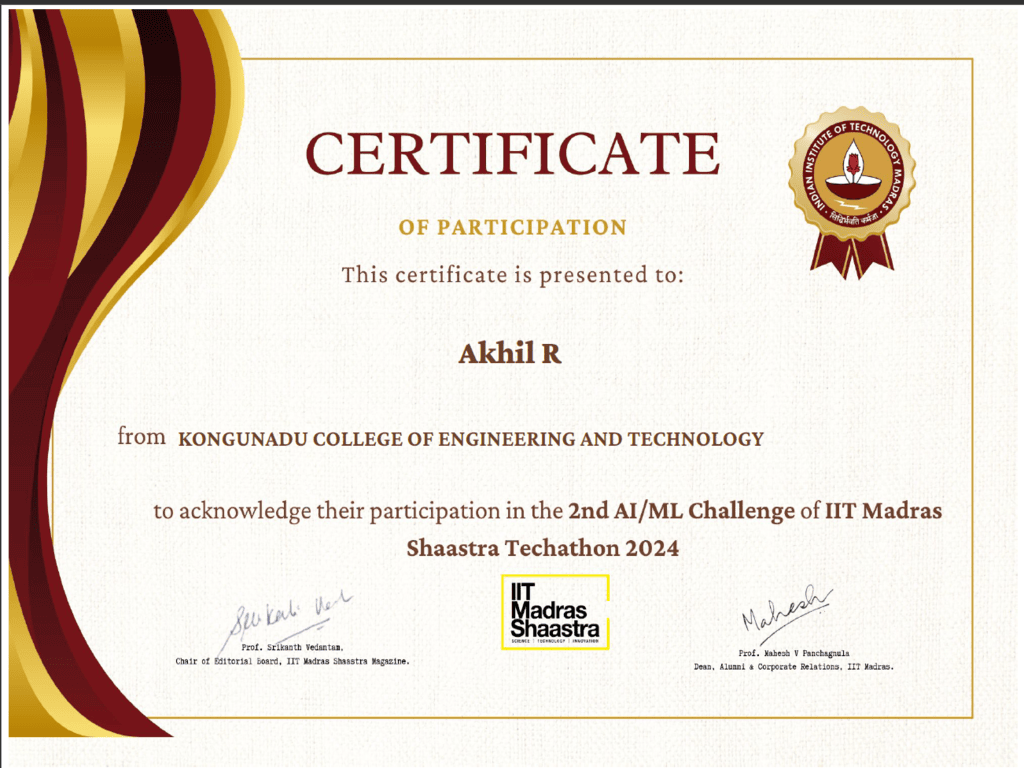 CERTIFICATE
INDIAN INSTITUTE OF TECHNOLOGY MADRAS
सिद्धिर्भवति कर्मजा
OF PARTICIPATION
This certificate is presented to:
Akhil R
from KONGUNADU COLLEGE OF ENGINEERING AND TECHNOLOGY
to acknowledge their participation in the 2nd AI/ML Challenge of IIT Madras
Shaastra Techathon 2024
IIT
Madras
Shaastra
SCIENCE | TECHNOLOGY | INNOVATION
Prof. Srikanth Vedantam,
Chair of Editorial Board, IIT Madras Shaastra Magazine.
Mahesh
Prof. Mahesh V Panchagnula
Dean, Alumni & Corporate Relations, IIT Madras.